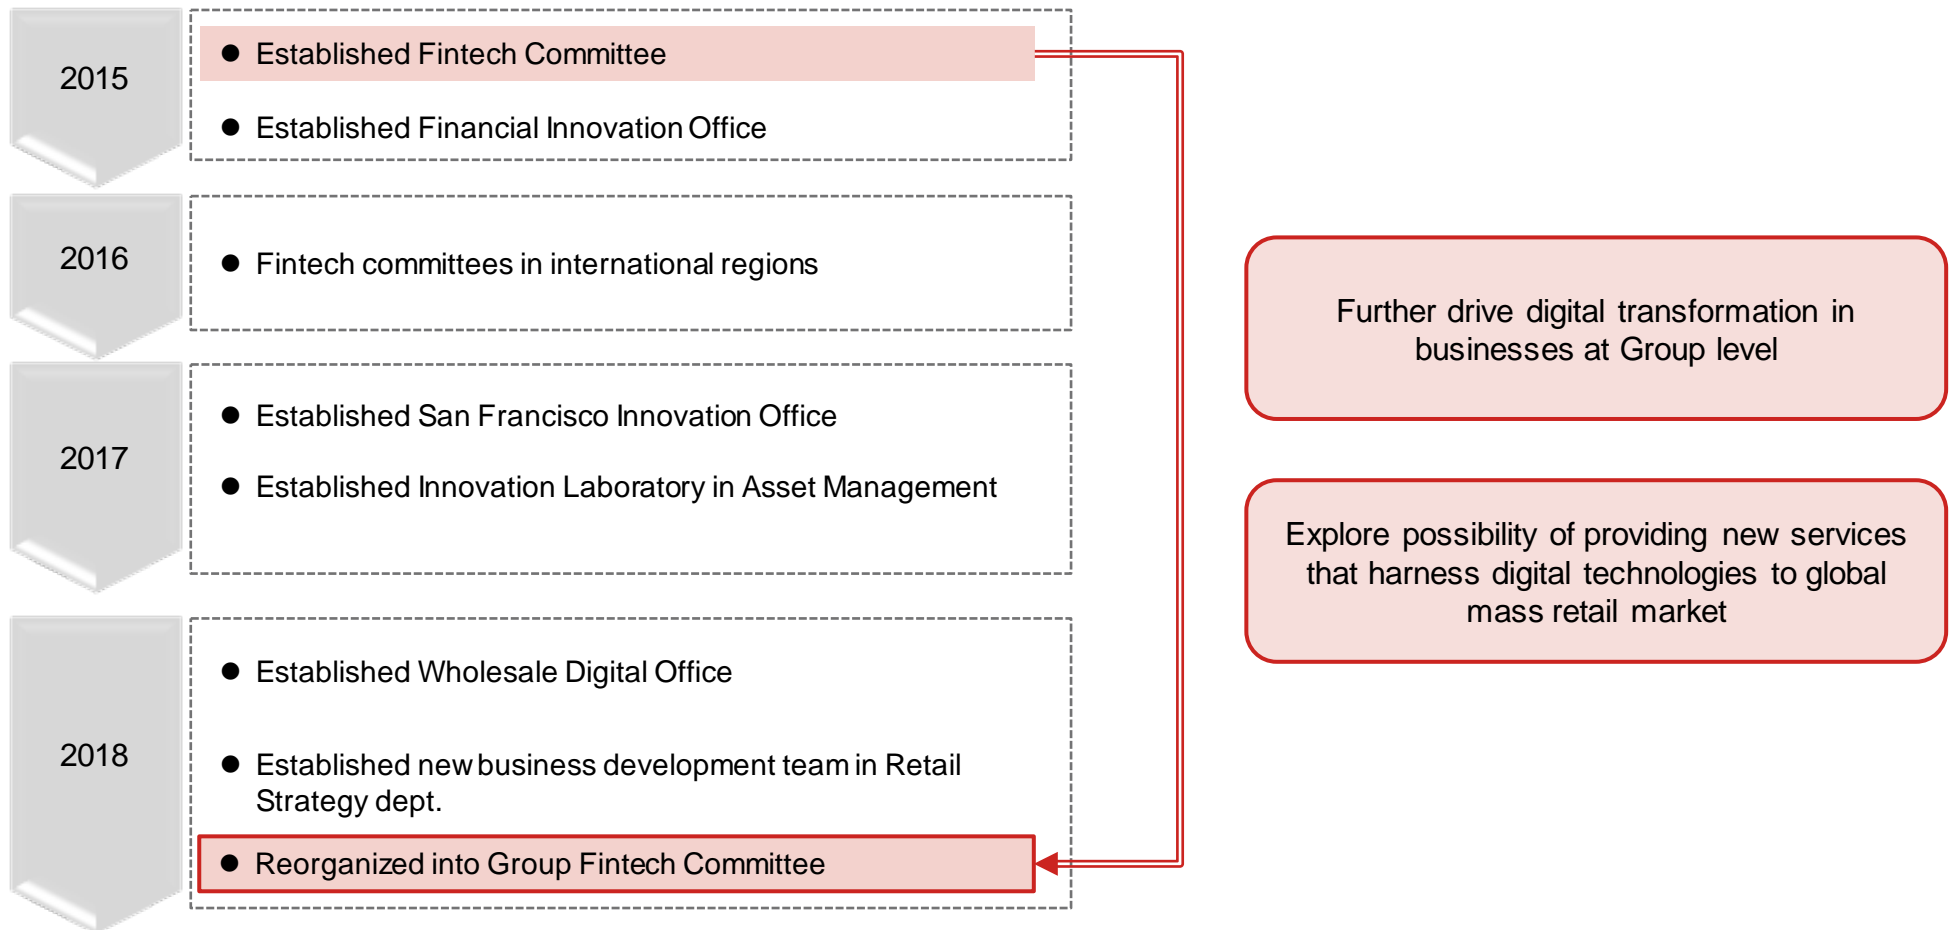 2015
● Established Fintech Committee
● Established Financial Innovation Office
2016
● Fintech committees in international regions
2017
● Established San Francisco Innovation Office
● Established Innovation Laboratory in Asset Management
2018
● Established Wholesale Digital Office
● Established new business development team in Retail
Strategy dept.
● Reorganized into Group Fintech Committee
Further drive digital transformation in
businesses at Group level
Explore possibility of providing new services
that harness digital technologies to global
mass retail market